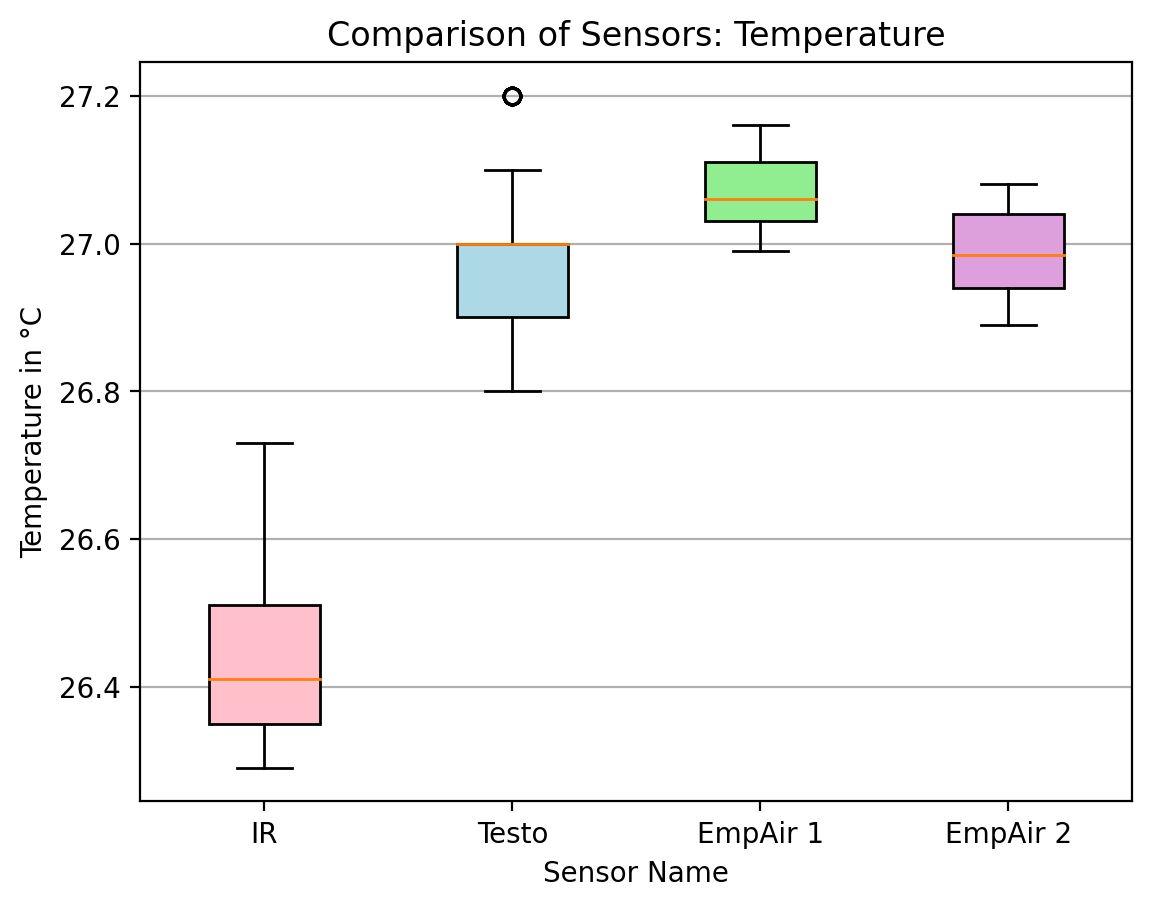 Comparison of Sensors: Temperature
27.2
27.0
26.8
26.6
26.4
Temperature in °C
IR Testo EmpAir 1 EmpAir 2
Sensor Name